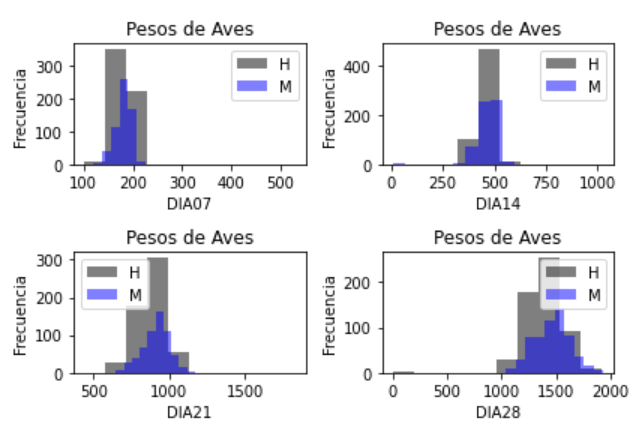 Pesos de Aves
Frecuencia
300
200
100
0
H
M
100 200 300 400 500
DIA07
Pesos de Aves
Frecuencia
400
200
0
H
M
0 250 500 750 1000
DIA14
Pesos de Aves
Frecuencia
300
200
100
0
H
M
500 1000 1500
DIA21
Pesos de Aves
Frecuencia
200
100
0
H
M
0 500 1000 1500 2000
DIA28